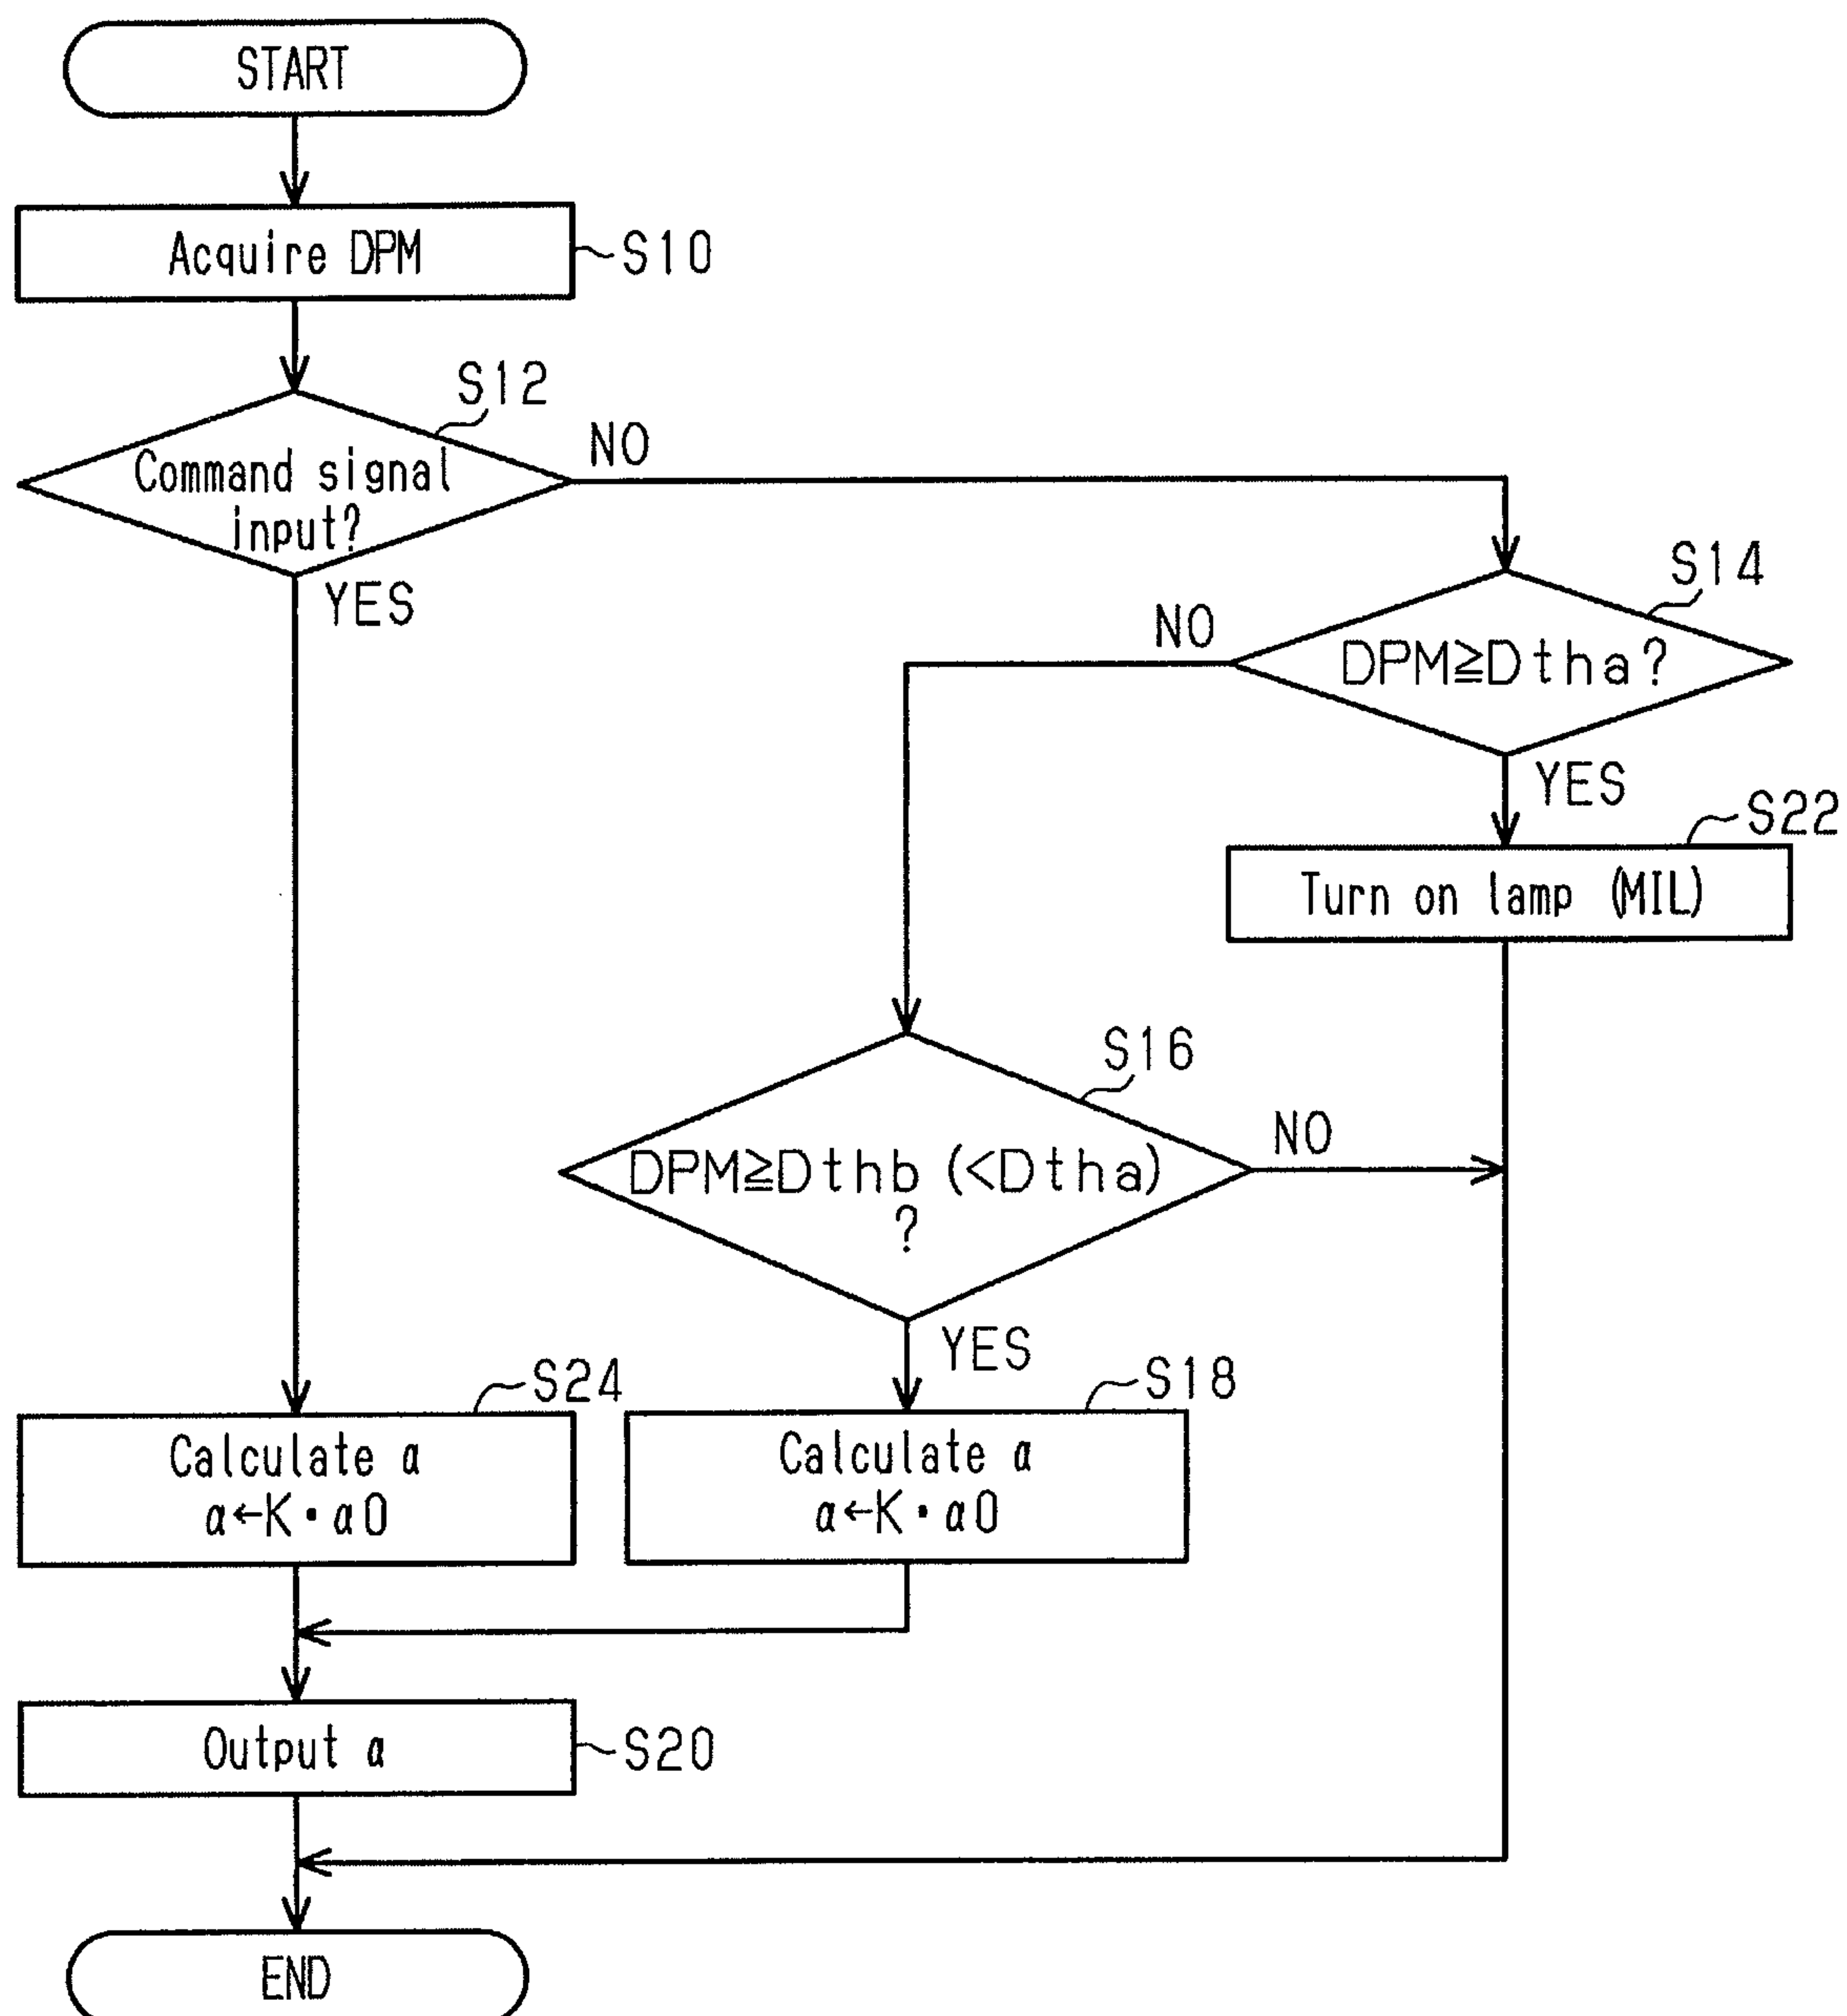 START
Acquire DPM
S10
S12
Command signal
input?
NO
YES
S14
DPM≧Dtha?
NO
YES
S22
Turn on lamp (MIL)
S16
DPM≧Dthb (<Dtha)
?
NO
YES
S24
Calculate α
α←K・α0
S18
Calculate α
α←K・α0
Output α
S20
END